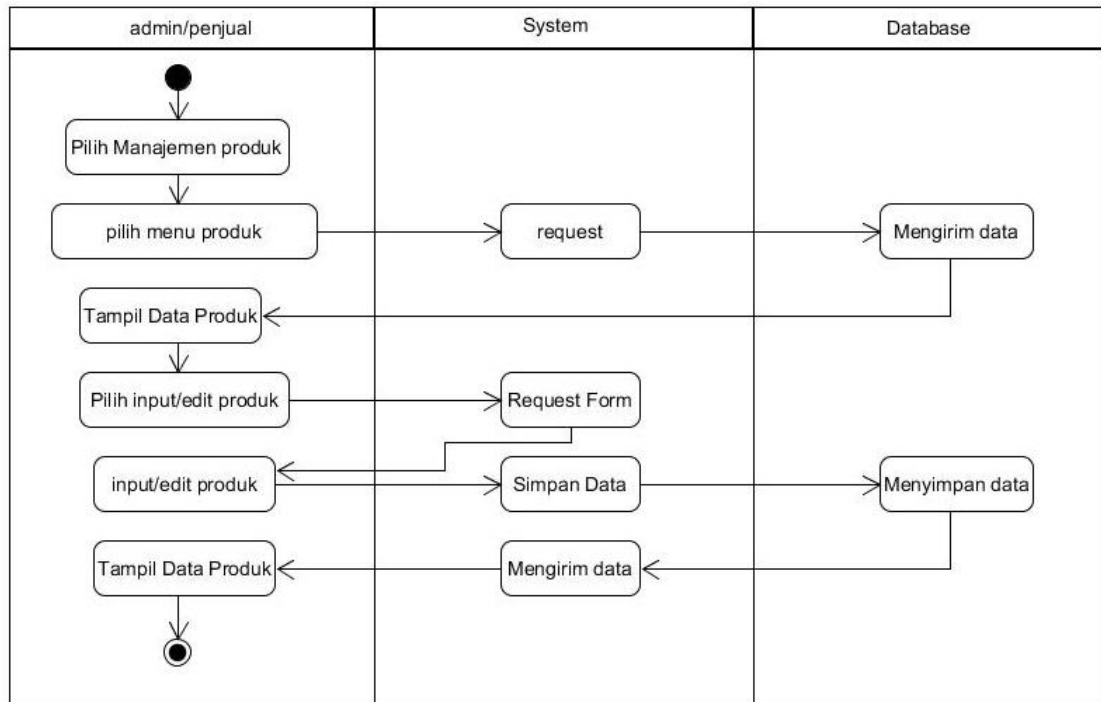 admin/penjual
System
Database
Pilih Manajemen produk
pilih menu produk
request
Mengirim data
Tampil Data Produk
Pilih input/edit produk
Request Form
input/edit produk
Simpan Data
Menyimpan data
Tampil Data Produk
Mengirim data